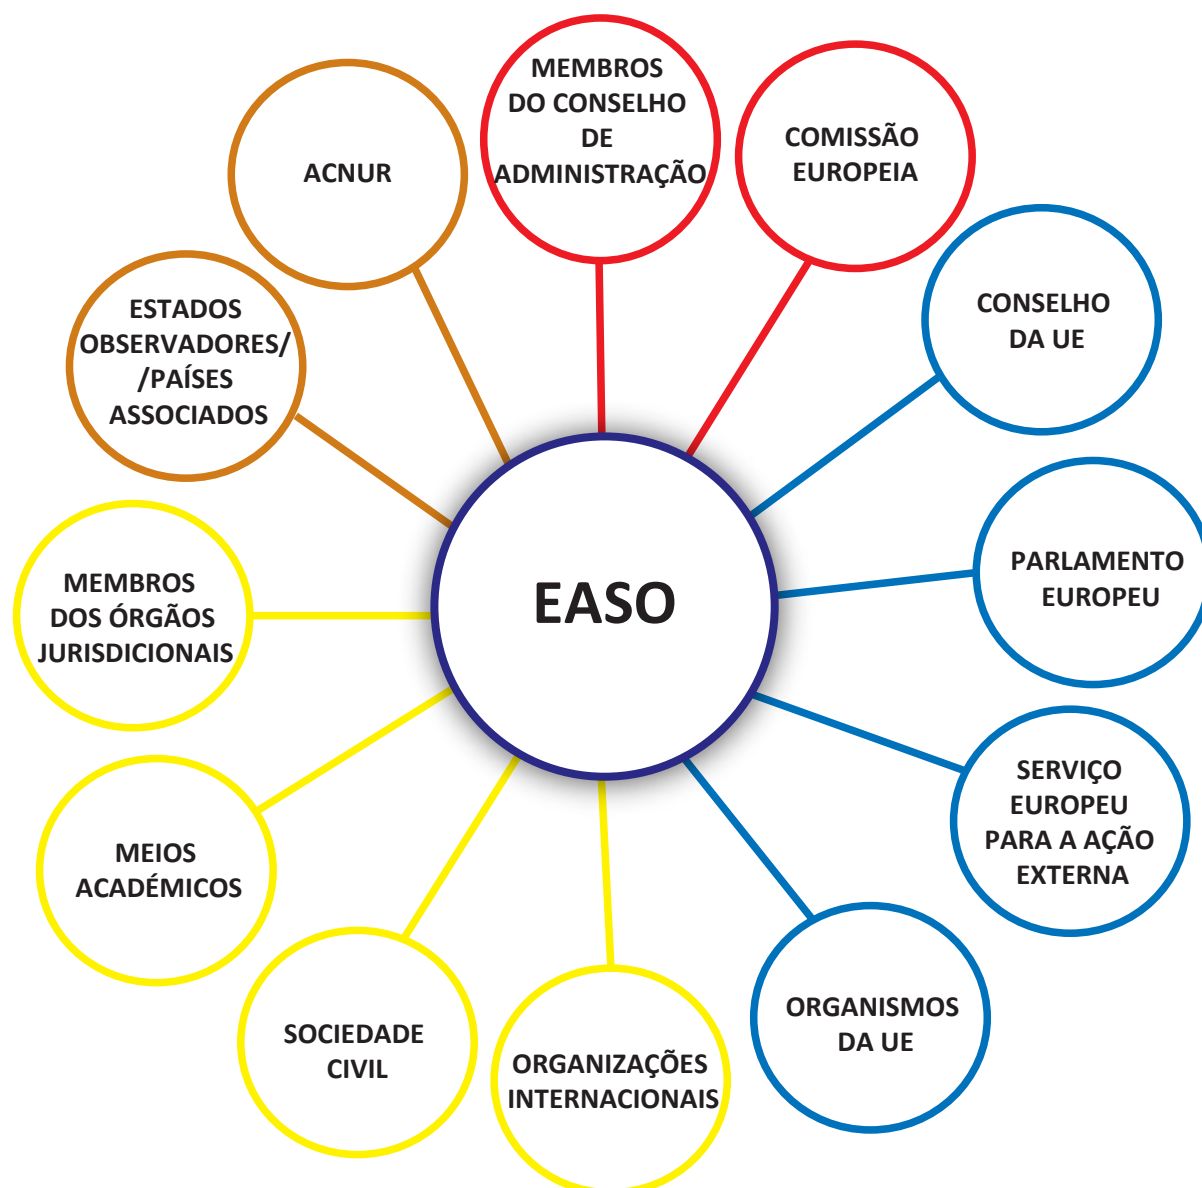 MEMBROS
DO CONSELHO
DE
ADMINISTRAÇÃO
COMISSÃO
EUROPEIA
CONSELHO
DA UE
PARLAMENTO
EUROPEU
SERVIÇO
EUROPEU
PARA A AÇÃO
EXTERNA
ORGANISMOS
DA UE
ORGANIZAÇÕES
INTERNACIONAIS
SOCIEDADE
CIVIL
MEIOS
ACADÉMICOS
MEMBROS
DOS ÓRGÃOS
JURISDICIONAIS
ESTADOS
OBSERVADORES/
/PAÍSES
ASSOCIADOS
ACNUR
EASO